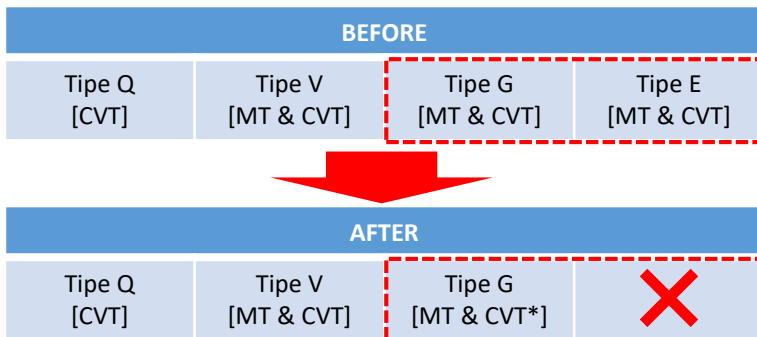 BEFORE
Tipe Q
[CVT]
Tipe V
[MT & CVT]
Tipe G
[MT & CVT]
Tipe E
[MT & CVT]
AFTER
Tipe Q
[CVT]
Tipe V
[MT & CVT]
Tipe G
[MT & CVT*]